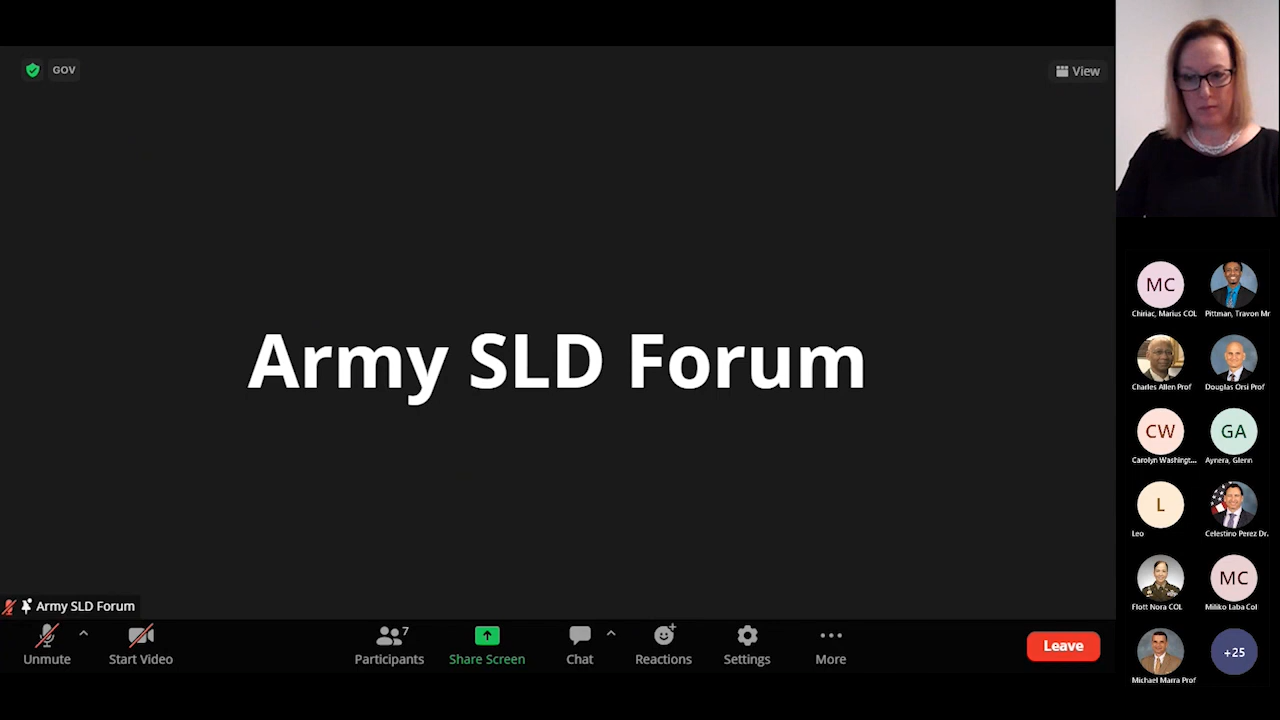 GOV
View
Army SLD Forum
Army SLD Forum
Unmute
Start Video
7
Participants
Share Screen
Chat
Reactions
Settings
More
Leave
MC
Chiriac, Marius COL
Pittman, Travon Mr
Charles Allen Prof
Douglas Orsi Prof
CW
GA
Carolyn Washingt...
Aynera, Glenn
L
Leo
Celestino Perez Dr.
MC
Flott Nora COL
Miliko Laba Col
Michael Marra Prof
+25